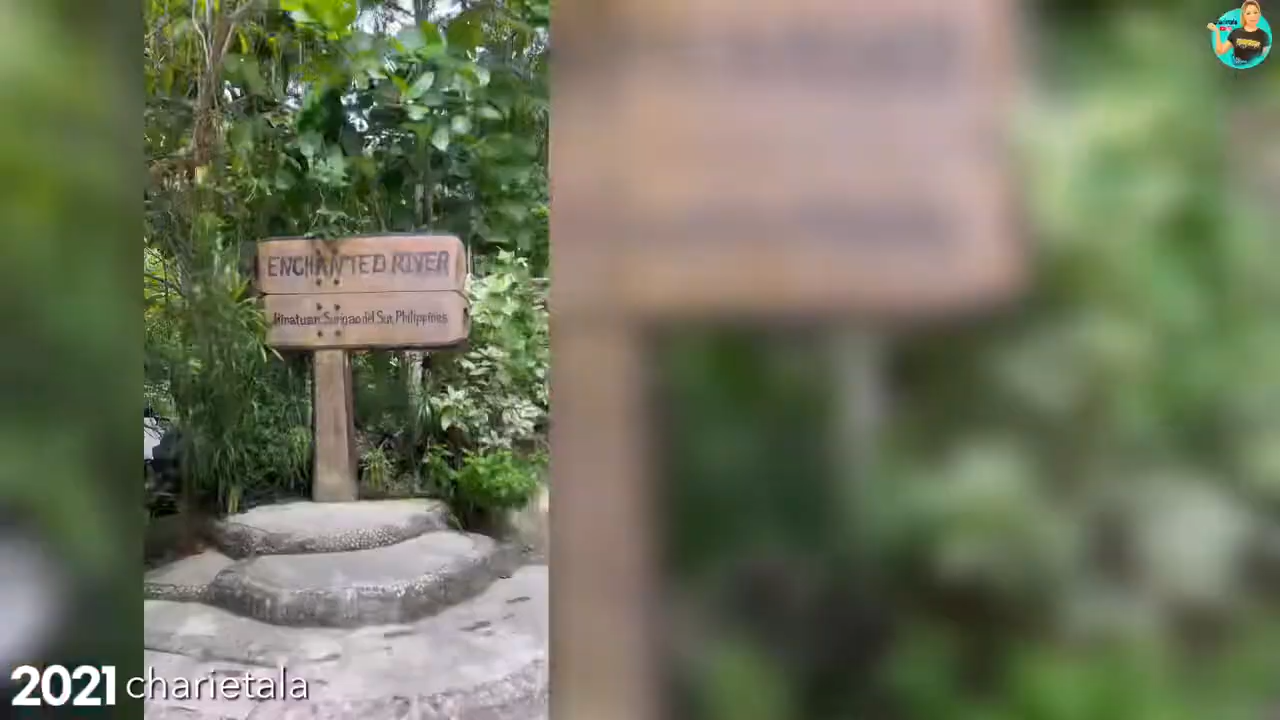 ENCHANTED RIVER
Hinatuan, Surigao del Sur, Philippines
2021 charietala